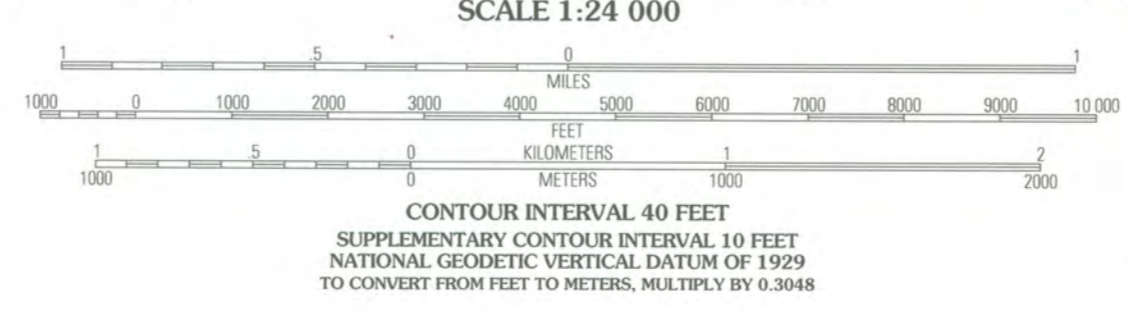 SCALE 1:24 000
1 .5 0 1
MILES
1000 0 1000 2000 3000 4000 5000 6000 7000 8000 9000 10 000
FEET
1 .5 0 KILOMETERS 1 2
1000 0 METERS 1000 2000
CONTOUR INTERVAL 40 FEET
SUPPLEMENTARY CONTOUR INTERVAL 10 FEET
NATIONAL GEODETIC VERTICAL DATUM OF 1929
TO CONVERT FROM FEET TO METERS, MULTIPLY BY 0.3048